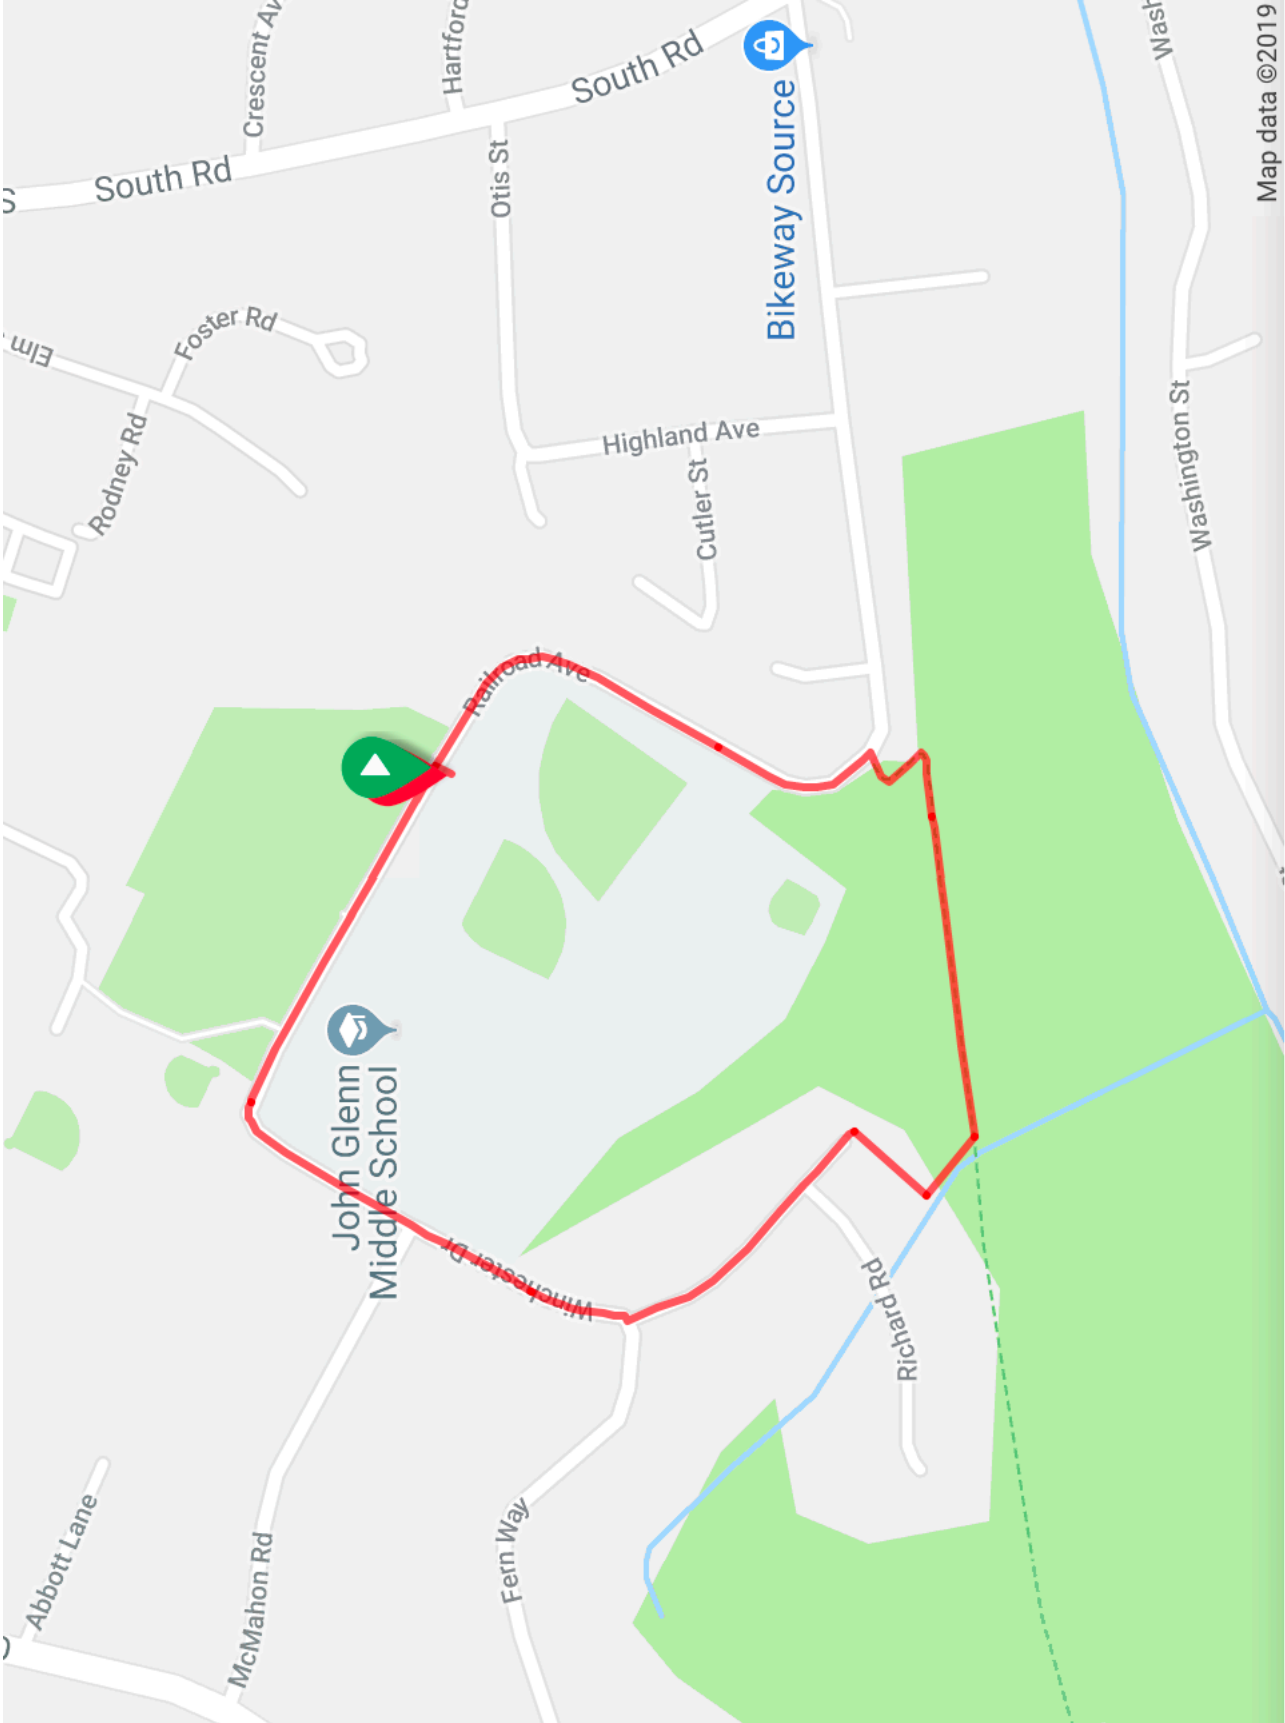 Crescent Av
Hartford
South Rd
South Rd
Bikeway Source
Wash
Map data ©2019
Otis St
Elm
Foster Rd
Rodney Rd
Highland Ave
Cutler St
Washington St
Railroad Ave
John Glenn
Middle School
Winchester Dr
Richard Rd
Fern Way
McMahon Rd
Abbott Lane